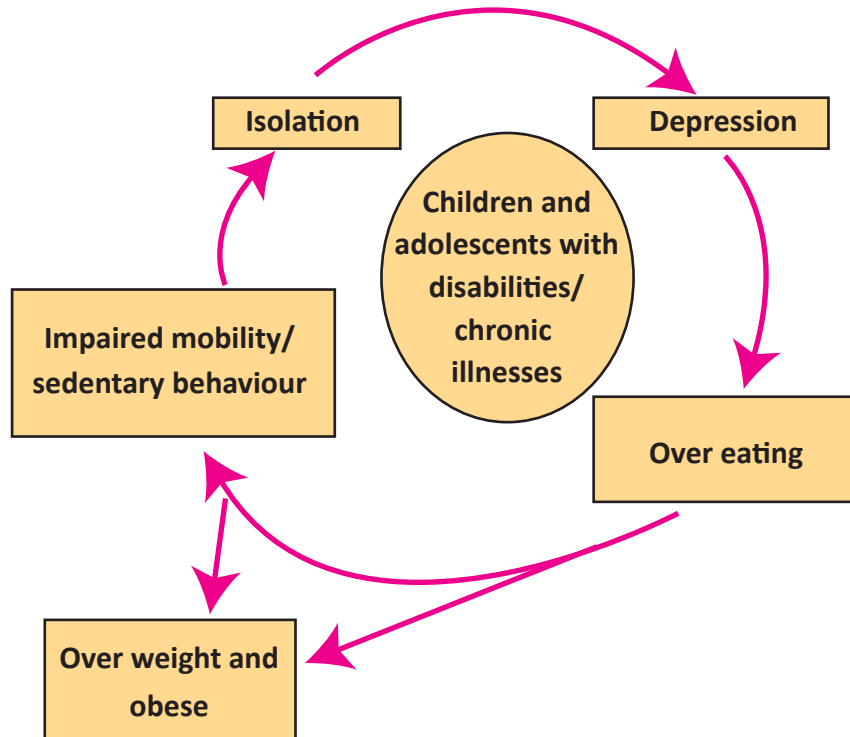 Isolation
Depression
Children and
adolescents with
disabilities/
chronic
illnesses
Impaired mobility/
sedentary behaviour
Over eating
Over weight and
obese